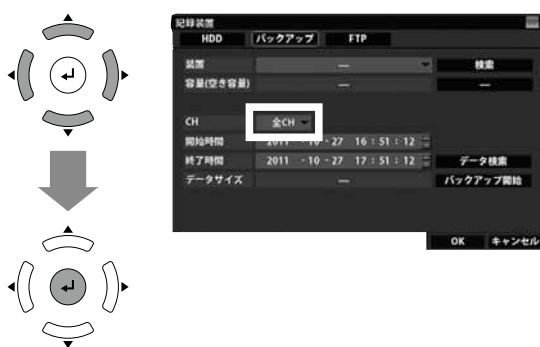 記録装置
HDD バックアップ FTP
装置 — 検索
容量(空き容量) — —
CH 全CH
開始時間 2011 - 10 - 27 16 : 51 : 12
終了時間 2011 - 10 - 27 17 : 51 : 12 データ検索
データサイズ — バックアップ開始
OK キャンセル